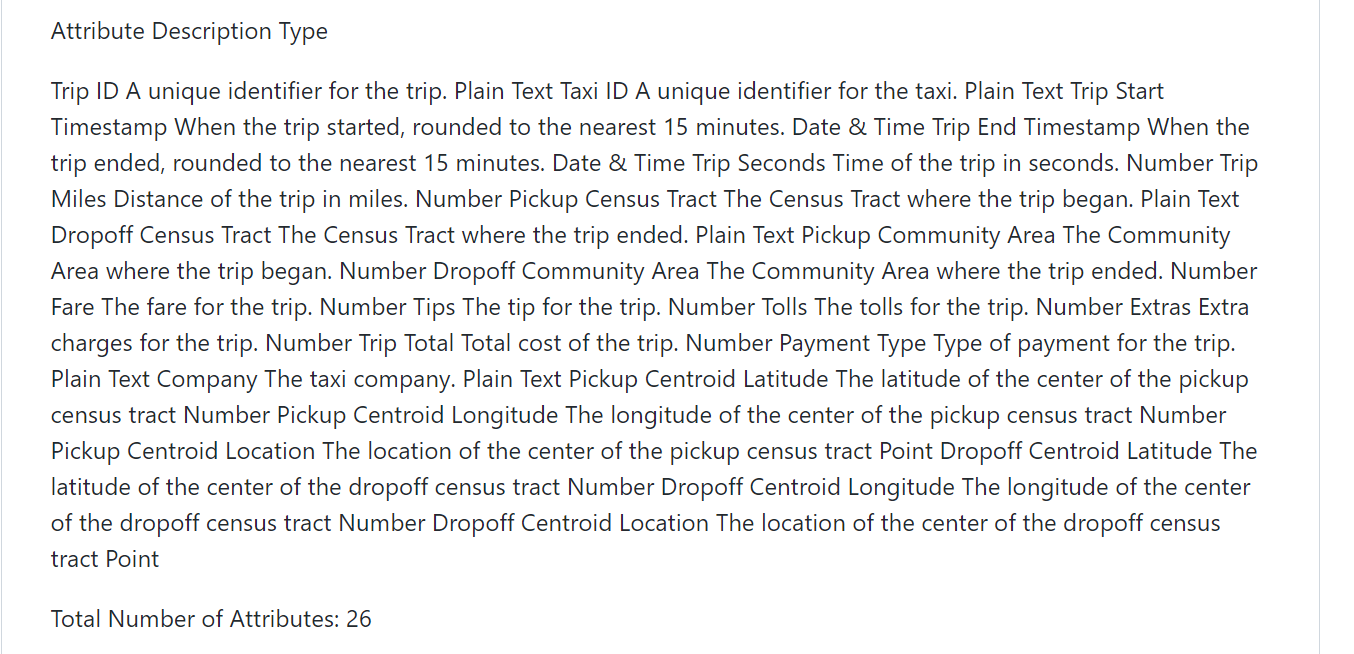 Attribute Description Type
Trip ID A unique identifier for the trip. Plain Text Taxi ID A unique identifier for the taxi. Plain Text Trip Start
Timestamp When the trip started, rounded to the nearest 15 minutes. Date & Time Trip End Timestamp When the
trip ended, rounded to the nearest 15 minutes. Date & Time Trip Seconds Time of the trip in seconds. Number Trip
Miles Distance of the trip in miles. Number Pickup Census Tract The Census Tract where the trip began. Plain Text
Dropoff Census Tract The Census Tract where the trip ended. Plain Text Pickup Community Area The Community
Area where the trip began. Number Dropoff Community Area The Community Area where the trip ended. Number
Fare The fare for the trip. Number Tips The tip for the trip. Number Tolls The tolls for the trip. Number Extras Extra
charges for the trip. Number Trip Total Total cost of the trip. Number Payment Type Type of payment for the trip.
Plain Text Company The taxi company. Plain Text Pickup Centroid Latitude The latitude of the center of the pickup
census tract Number Pickup Centroid Longitude The longitude of the center of the pickup census tract Number
Pickup Centroid Location The location of the center of the pickup census tract Point Dropoff Centroid Latitude The
latitude of the center of the dropoff census tract Number Dropoff Centroid Longitude The longitude of the center
of the dropoff census tract Number Dropoff Centroid Location The location of the center of the dropoff census
tract Point
Total Number of Attributes: 26